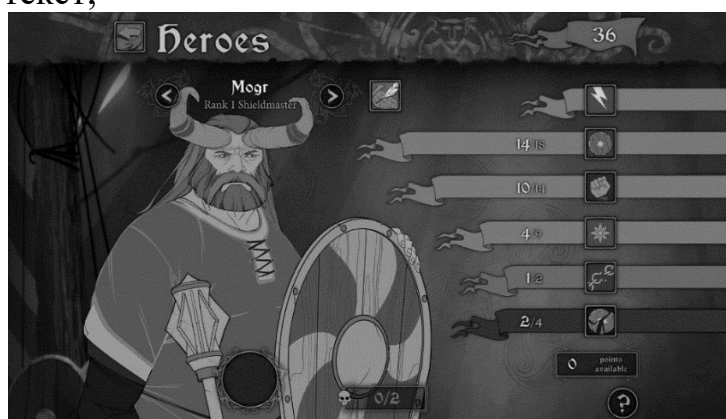 Heroes
36
Mogr
Rank 1 Shieldmaster
14/18
10/14
4/9
1/2
2/4
0 points available
0/2
?